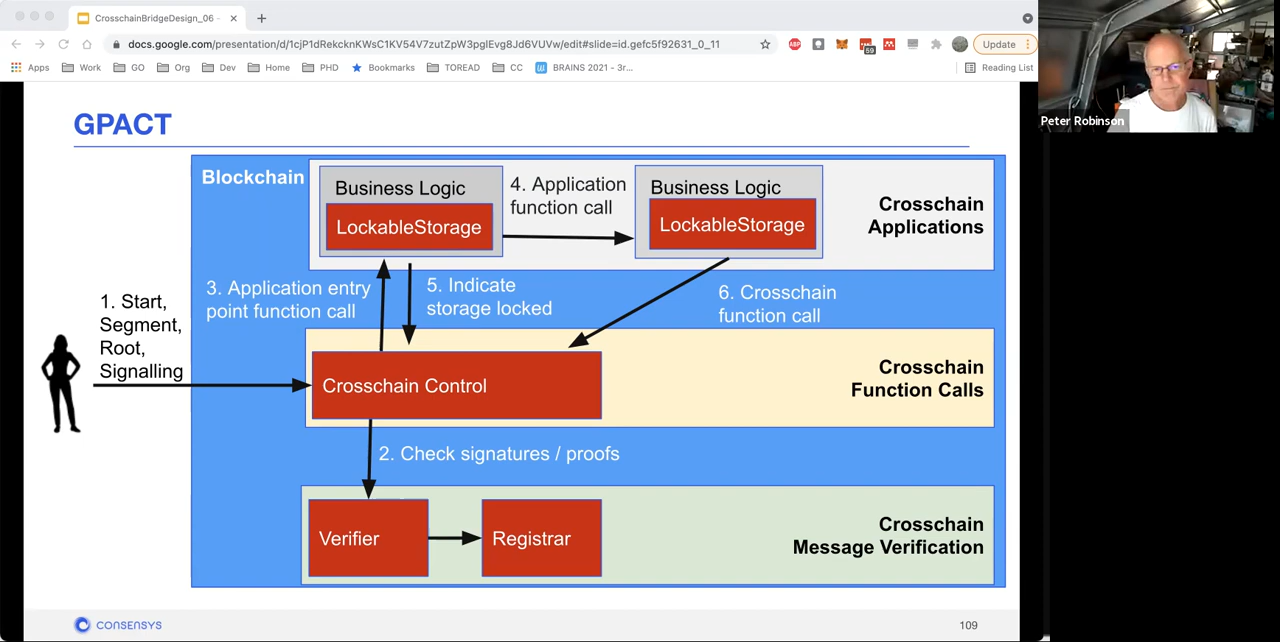 CrosschainBridgeDesign_06
docs.google.com/presentation/d/1cjP1dRekcknKWsC1KV54V7zutZpW3pgIEvg8Jd6VUVw/edit#slide=id.gefc5f92631_0_11
ABP
59
Update
Apps
Work
GO
Org
Dev
Home
PHD
Bookmarks
TOREAD
CC
BRAINS 2021 - 3r...
Reading List
Peter Robinson
GPACT
Blockchain
Business Logic
LockableStorage
4. Application
function call
Business Logic
LockableStorage
Crosschain
Applications
1. Start,
Segment,
Root,
Signalling
3. Application entry
point function call
5. Indicate
storage locked
6. Crosschain
function call
Crosschain Control
Crosschain
Function Calls
2. Check signatures / proofs
Verifier
Registrar
Crosschain
Message Verification
CONSENSYS
109